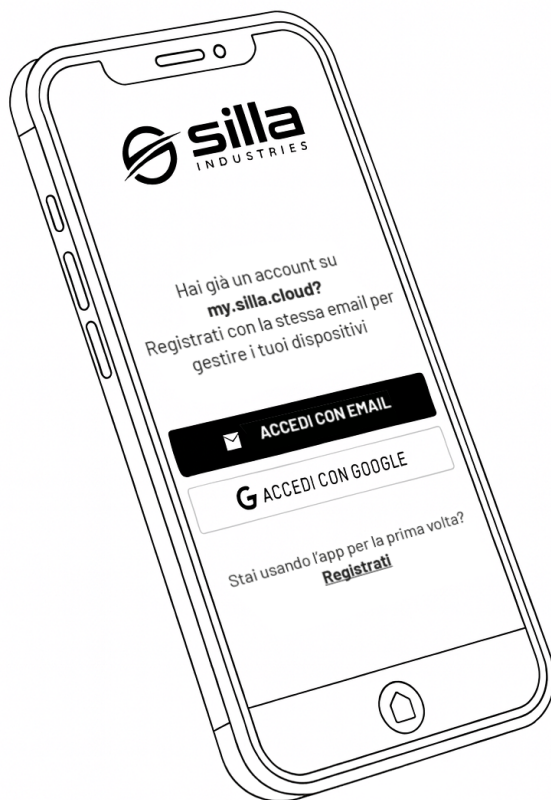 silla
INDUSTRIES
Hai già un account su
my.silla.cloud?
Registrati con la stessa email per
gestire i tuoi dispositivi
ACCEDI CON EMAIL
G ACCEDI CON GOOGLE
Stai usando l'app per la prima volta?
Registrati